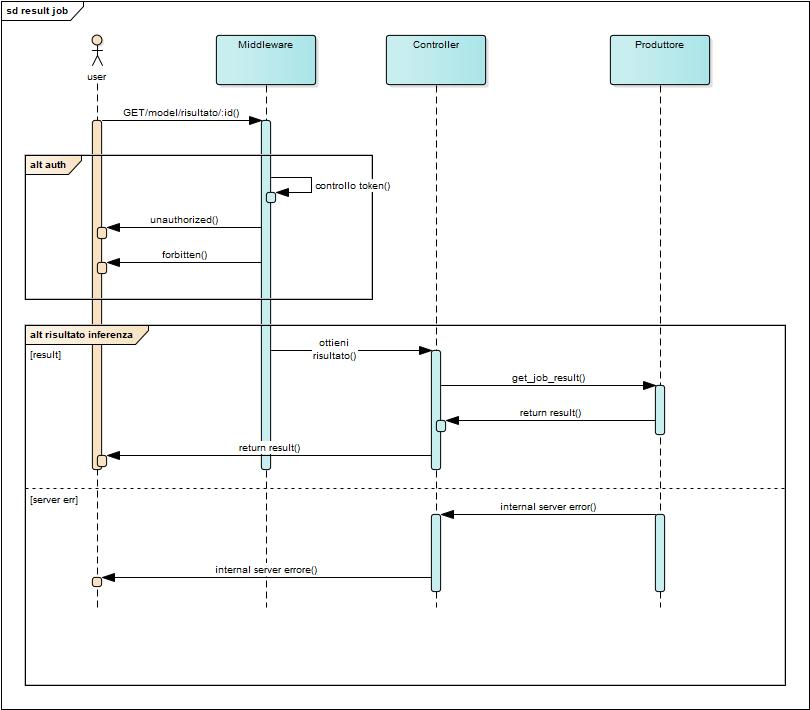 sd result job
user
Middleware
Controller
Produttore
GET/model/risultato/:id()
alt auth
controllo token()
unauthorized()
forbitten()
alt risultato inferenza
[result]
ottieni
risultato()
get_job_result()
return result()
return result()
[server err]
internal server error()
internal server errore()